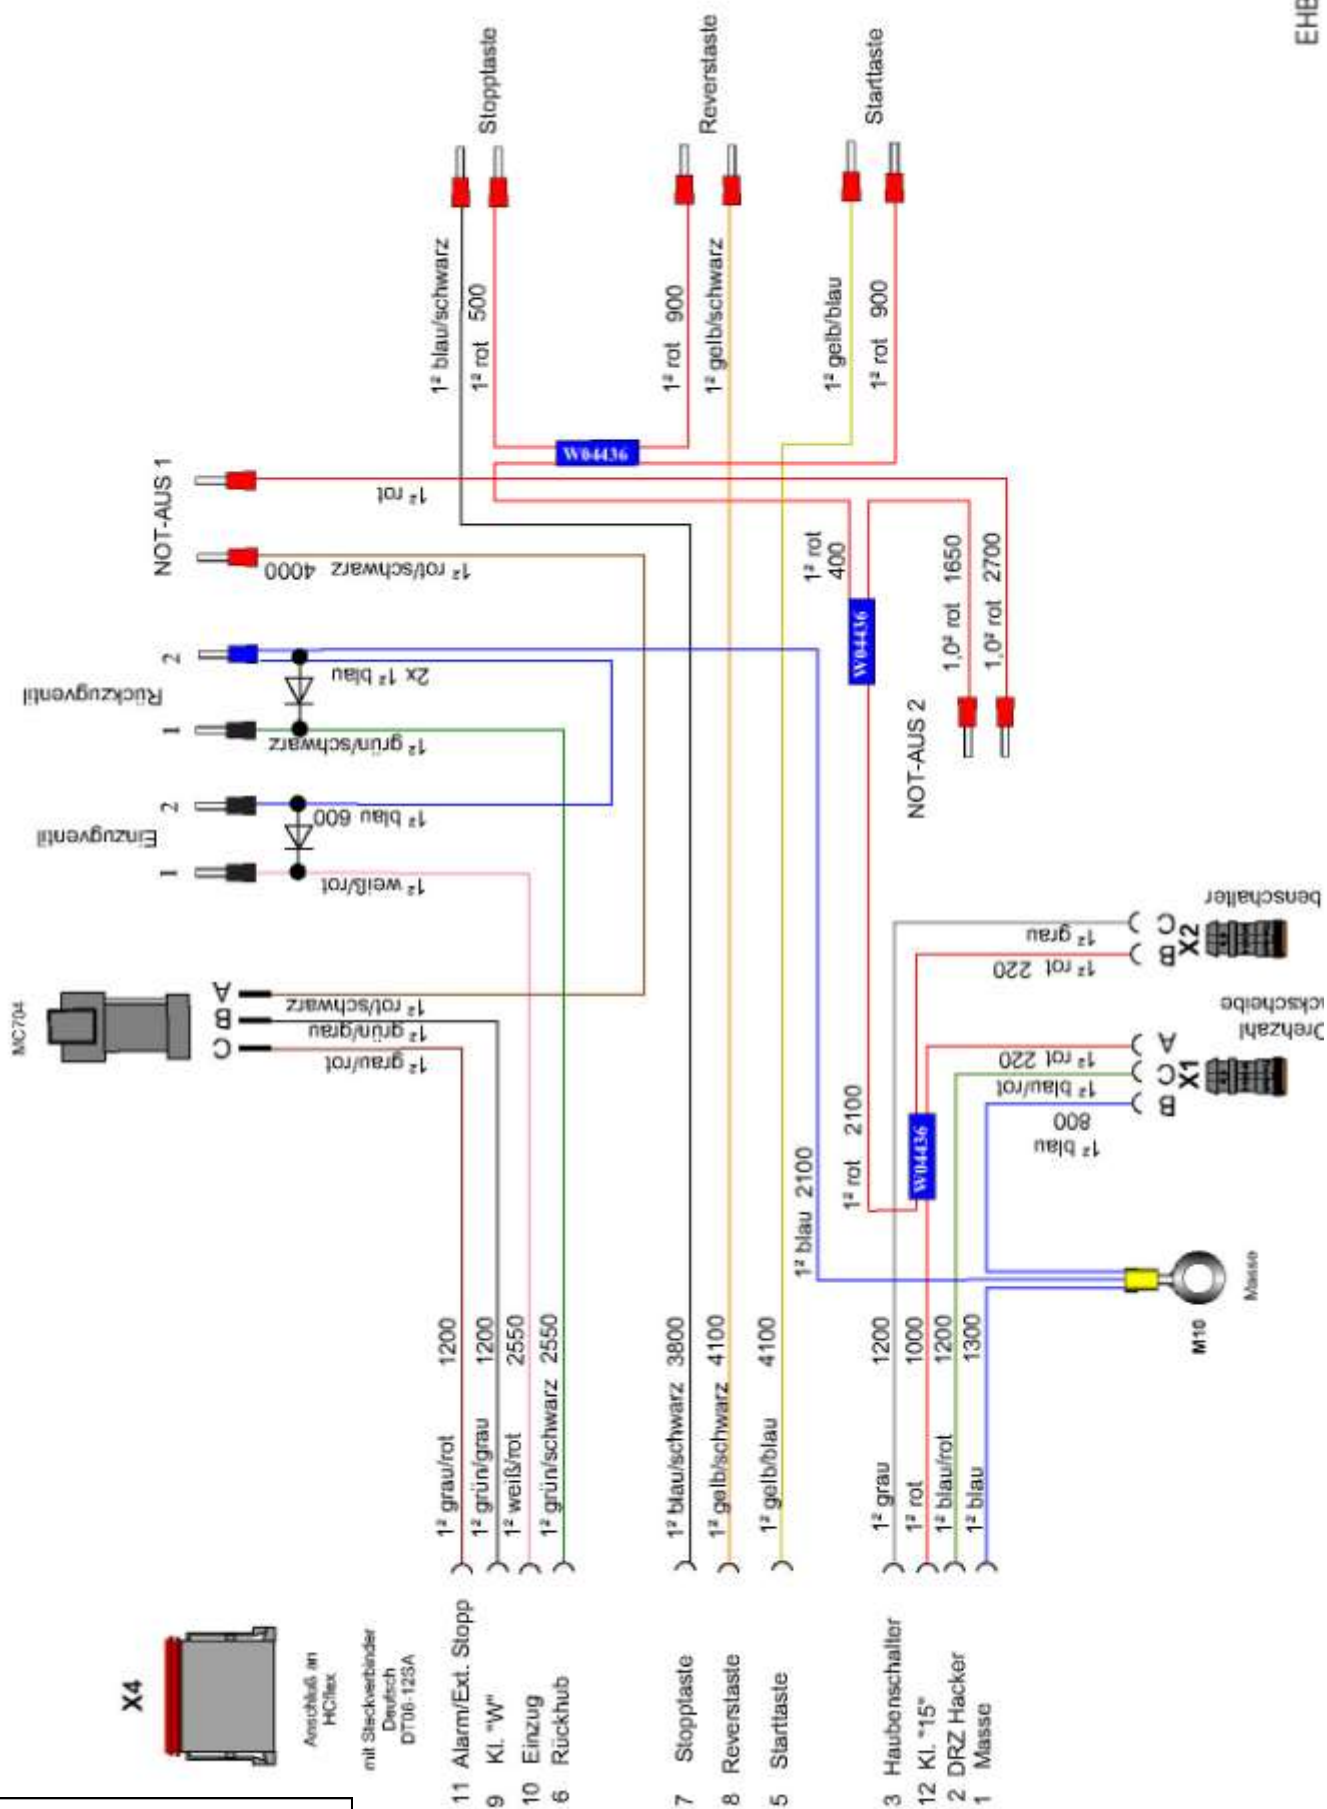 EHB
X4
Anschluß an
HCflex
mit Steckverbinder
Deutsch
DT06-12SA
11 Alarm/Ext. Stopp
9 Kl. "W"
10 Einzug
6 Rückhub
7 Stopptaste
8 Reverstaste
5 Starttaste
3 Haubenschalter
12 Kl. "15"
2 DRZ Hacker
1 Masse
1² grau/rot 1200
1² grün/grau 1200
1² weiß/rot 2550
1² grün/schwarz 2550
1² blau/schwarz 3800
1² gelb/schwarz 4100
1² gelb/blau 4100
1² grau 1200
1² rot 1000
1² blau/rot 1200
1² blau 1300
MC704
C B A
1² grau/rot
1² grün/grau
1² rot/schwarz
Einzugventil
1 2
1² weiß/rot
1² blau 600
Rückzugventil
1 2
1² grün/schwarz
2x 1² blau
NOT-AUS 1
1² rot/schwarz 4000
1² rot
1² blau/schwarz
1² rot 500
Stopptaste
W04436
1² rot 900
1² gelb/schwarz
Reverstaste
1² gelb/blau
1² rot 900
Starttaste
1² rot
400
W04436
1,0² rot 1650
1,0² rot 2700
NOT-AUS 2
1² blau 2100
1² rot 2100
W04436
1² grau
1² rot 220
C
B
X2
benschalter
1² rot 220
1² blau/rot
800
1² blau
A
C
B
X1
Drehzahl
ckscheibe
M10
Masse